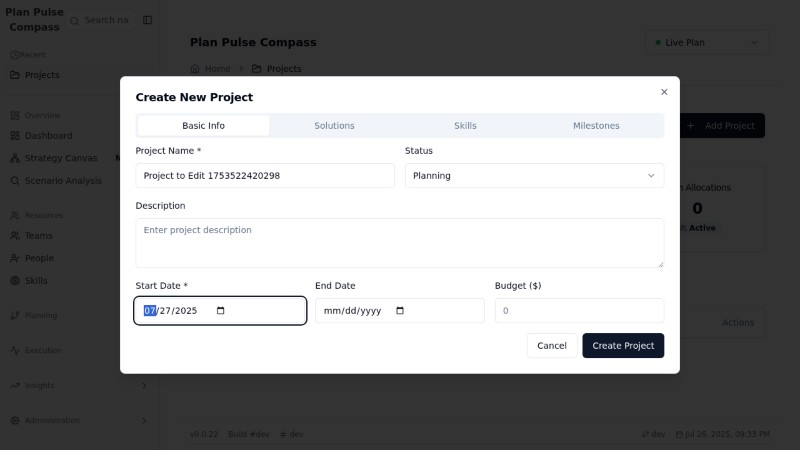 Plan Pulse Compass
Search na
Recent
Projects
Overview
Dashboard
Strategy Canvas
Scenario Analysis
Resources
Teams
People
Skills
Planning
Execution
Insights
Administration
Plan Pulse Compass
Live Plan
Home > Projects
+ Add Project
Allocations
0
Active
Actions
Create New Project
Basic Info Solutions Skills Milestones
Project Name * Status
Project to Edit 1753522420298 Planning
Description
Enter project description
Start Date * End Date Budget ($)
07/27/2025 mm/dd/yyyy 0
Cancel Create Project
Build #dev dev dev Jul 26, 2025, 09:33 PM